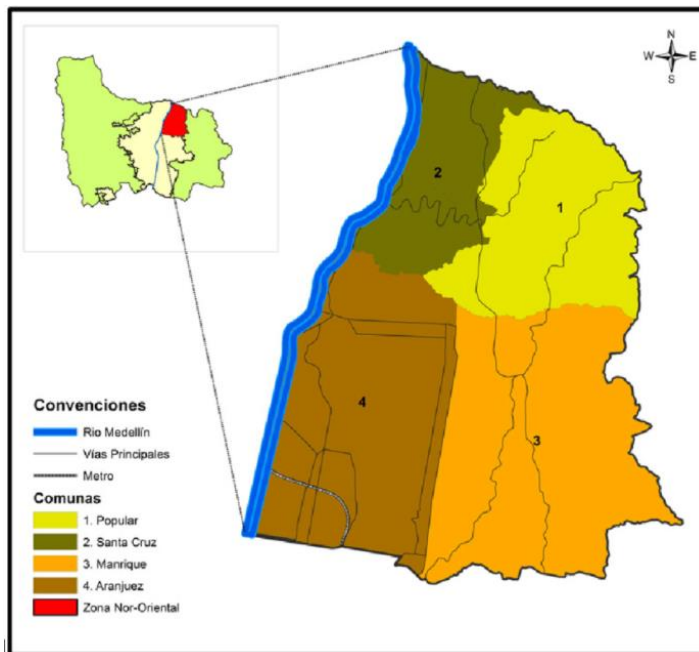 N
W E
S
2
1
4
3
Convenciones
Rio Medellín
Vías Principales
Metro
Comunas
1. Popular
2. Santa Cruz
3. Manrique
4. Aranjuez
Zona Nor-Oriental